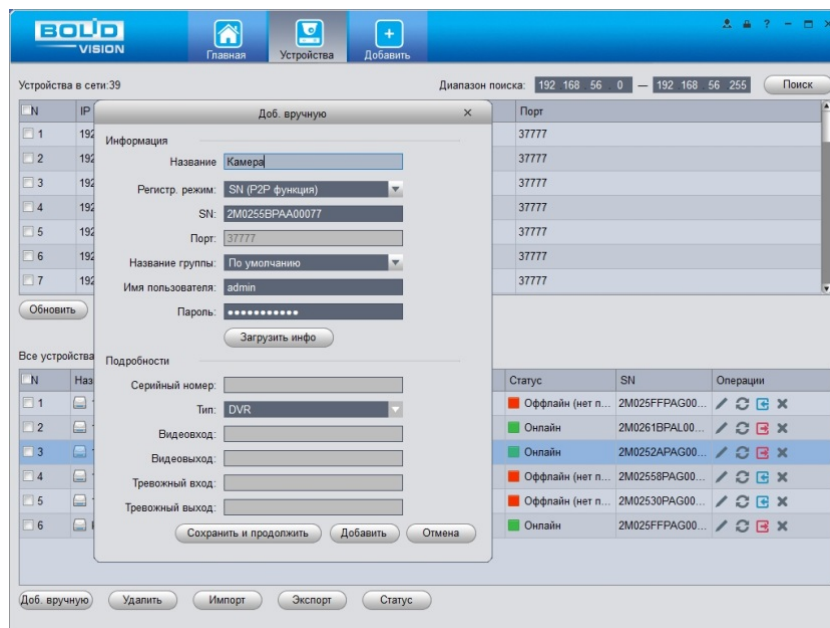 BOLID
VISION
Главная
Устройства
Добавить
Устройства в сети:39
Диапазон поиска: 192 168 56 0 — 192 168 56 255 Поиск
N IP Порт
1 192 37777
2 192 37777
3 192 37777
4 192 37777
5 192 37777
6 192 37777
7 192 37777
Обновить
Доб. вручную
Информация
Название Камера
Регистр. режим: SN (P2P функция)
SN: 2M0255BPAA00077
Порт: 37777
Название группы: По умолчанию
Имя пользователя: admin
Пароль: •••••••••••
Загрузить инфо
Подробности
Серийный номер:
Тип: DVR
Видеовход:
Видеовыход:
Тревожный вход:
Тревожный выход:
Сохранить и продолжить Добавить Отмена
Все устройства
N Наз Статус SN Операции
1 Оффлайн (нет п... 2M025FFPAG00...
2 Онлайн 2M0261BPAL00...
3 Онлайн 2M0252APAG00...
4 Оффлайн (нет п... 2M02558PAG00...
5 Оффлайн (нет п... 2M02530PAG00...
6 Онлайн 2M025FFPAG00...
Доб. вручную Удалить Импорт Экспорт Статус